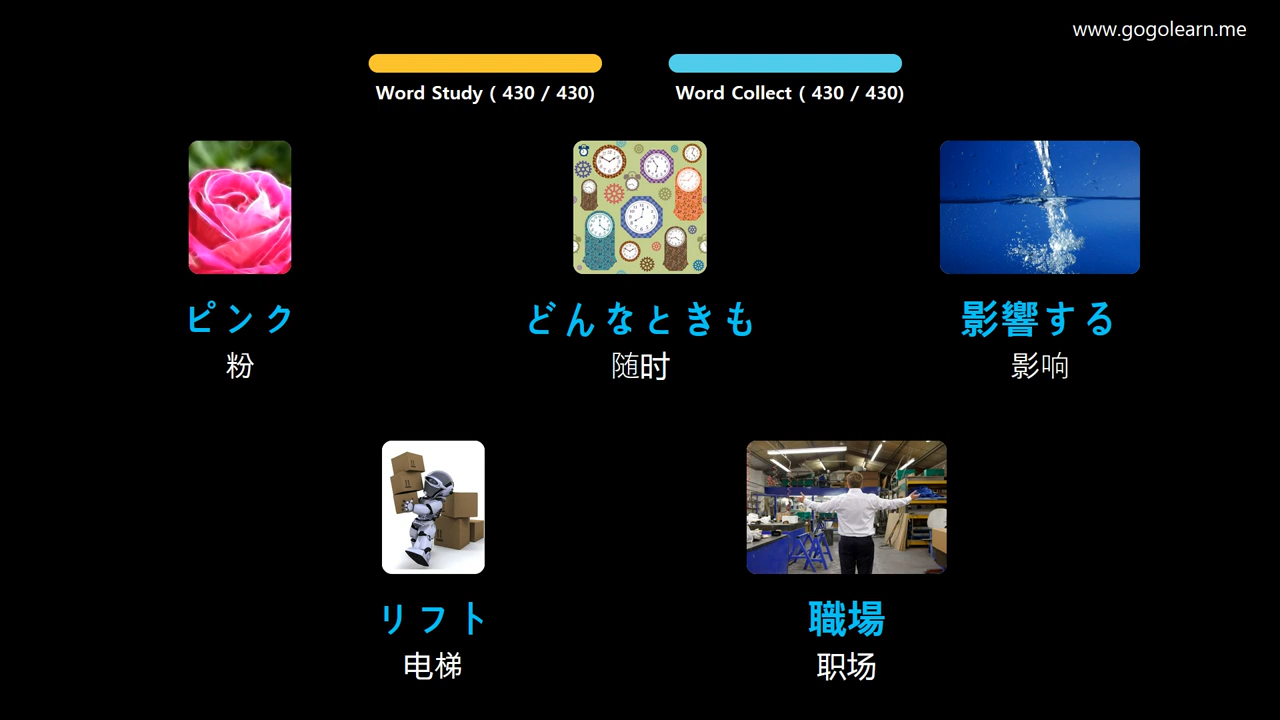 www.gogolearn.me
Word Study ( 430 / 430)
Word Collect ( 430 / 430)
ピンク
粉
どんなときも
随时
影響する
影响
リフト
电梯
職場
职场